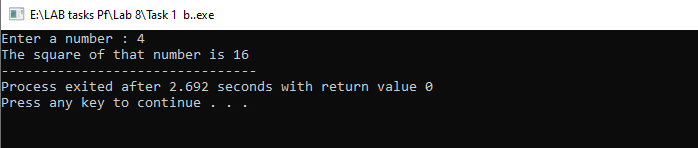 E:\LAB tasks Pf\Lab 8\Task 1  b..exe
Enter a number : 4
The square of that number is 16
--------------------------------
Process exited after 2.692 seconds with return value 0
Press any key to continue . . .